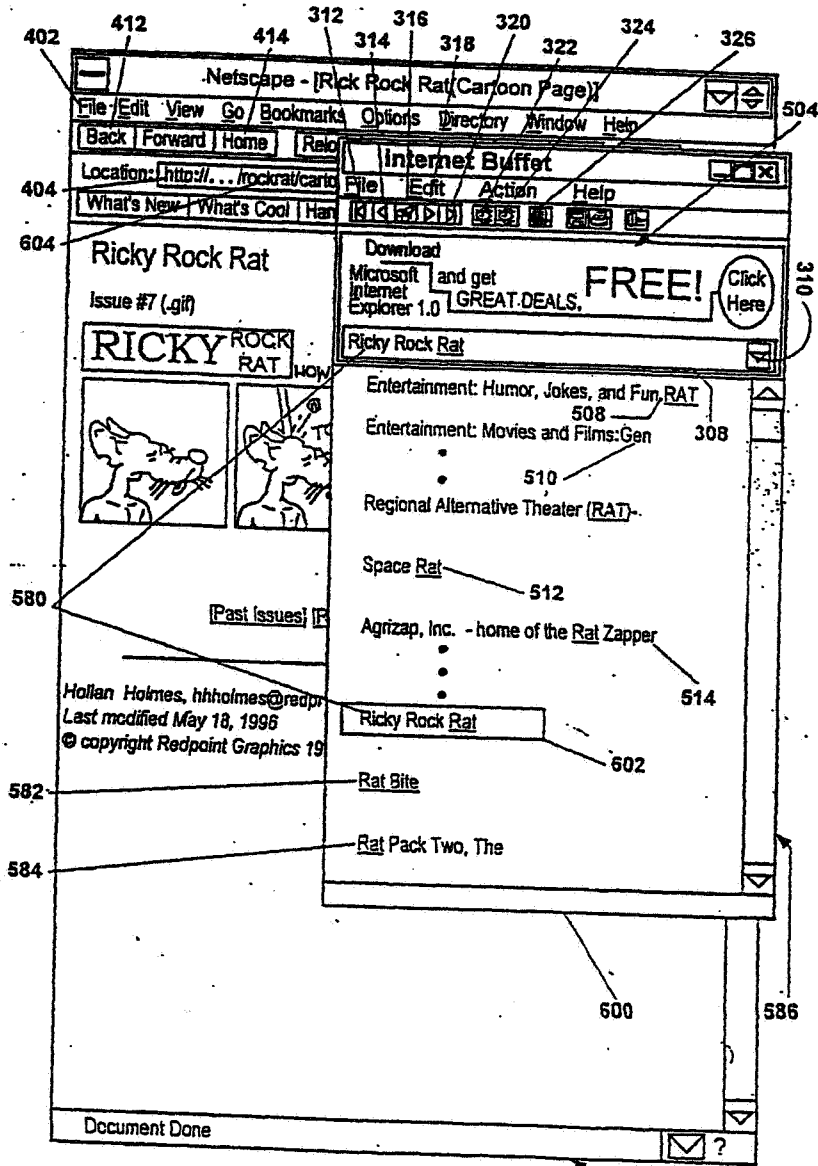 312 316 320 324
402 412 414 314 318 322 326
Netscape - [Rick Rock Rat(Cartoon Page)]
504
File Edit View Go Bookmarks Options Directory Window Help
Back Forward Home Relo
Internet Buffet
Location: http://. . . /rockrat/carto
404
File Edit Action Help
What's New What's Cool Han
604
Ricky Rock Rat
Issue #7 (.gif)
RICKY ROCK RAT
HOW
TO
Download Microsoft Internet Explorer 1.0 and get GREAT DEALS, FREE! Click Here
310
Ricky Rock Rat
Entertainment: Humor, Jokes, and Fun,RAT
508
308
Entertainment: Movies and Films:Gen
510
Regional Alternative Theater (RAT)-
Space Rat
512
580
[Past Issues]
Agrizap, Inc. - home of the Rat Zapper
514
Hollan Holmes, hhholmes@redpr
Last modified May 18, 1996
© copyright Redpoint Graphics 19
Ricky Rock Rat
602
582
Rat Bite
584
Rat Pack Two, The
600
586
Document Done
?